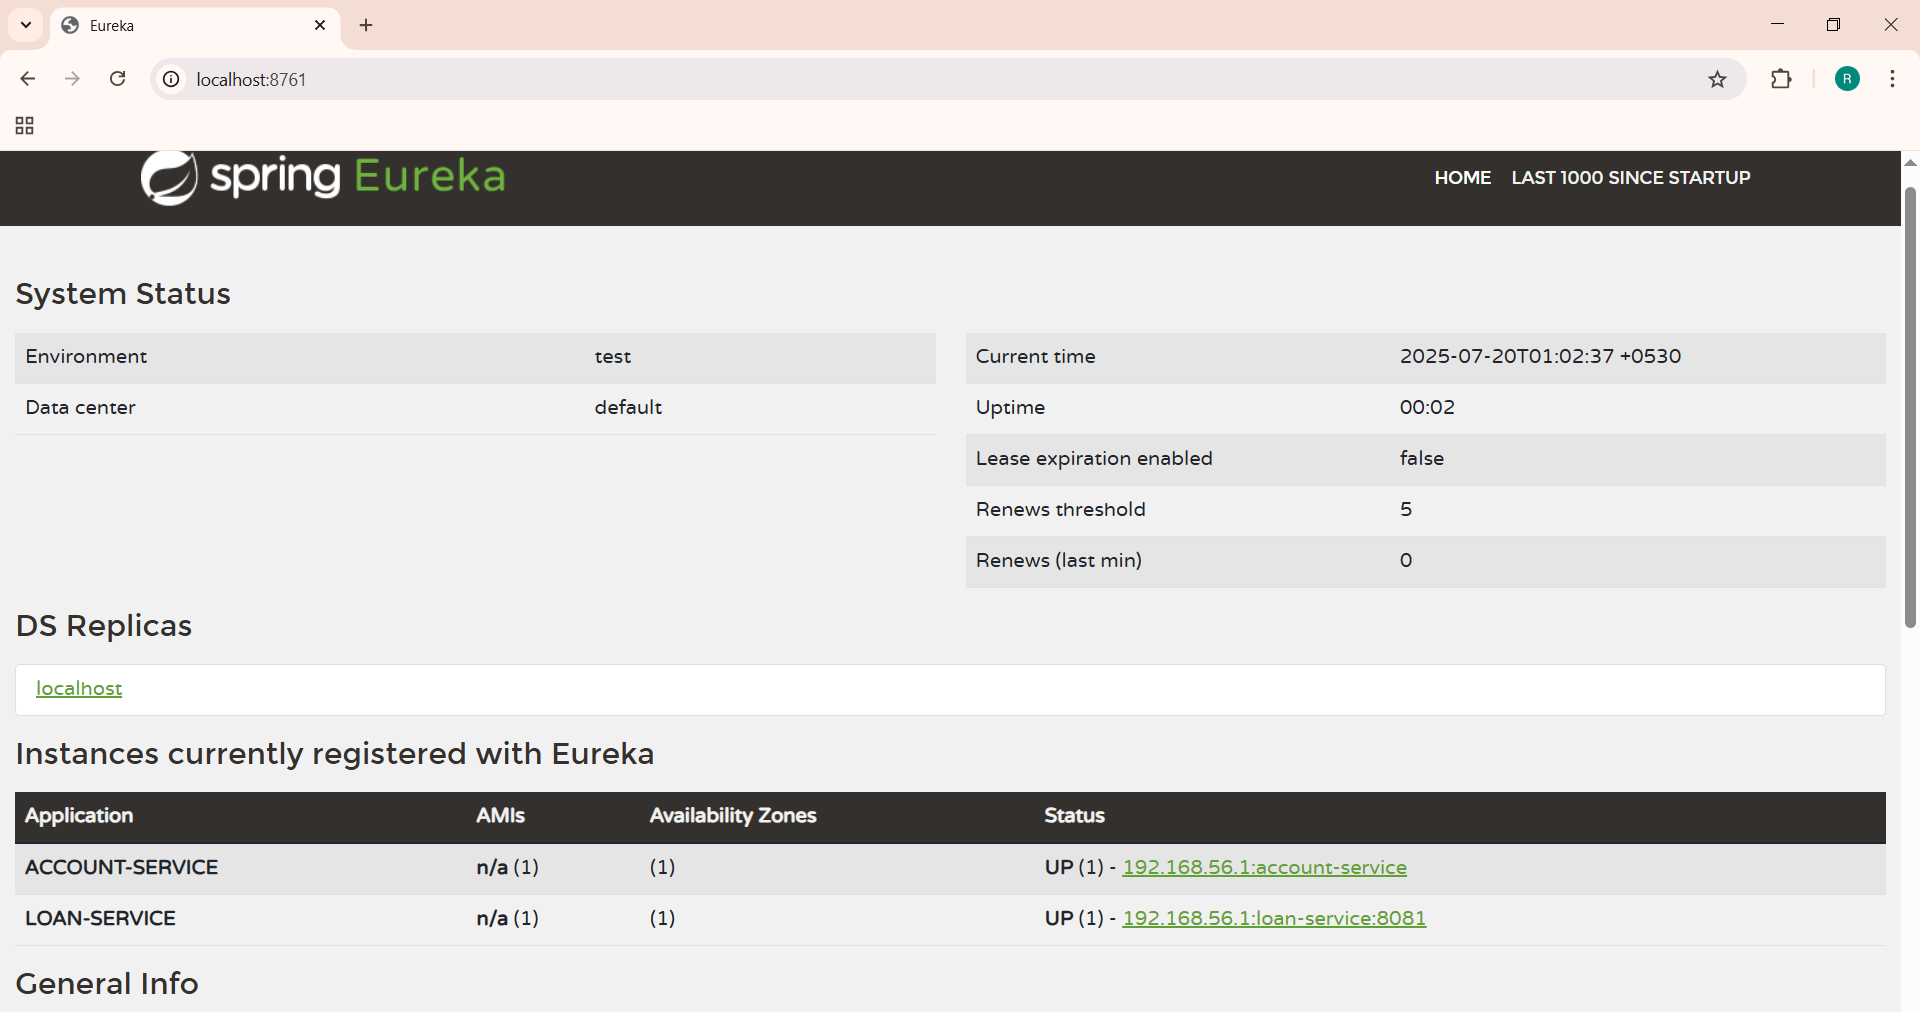 Eureka
localhost:8761
R
spring Eureka
HOME LAST 1000 SINCE STARTUP
System Status
Environment test
Data center default
Current time 2025-07-20T01:02:37 +0530
Uptime 00:02
Lease expiration enabled false
Renews threshold 5
Renews (last min) 0
DS Replicas
localhost
Instances currently registered with Eureka
Application AMIs Availability Zones Status
ACCOUNT-SERVICE n/a (1) (1) UP (1) - 192.168.56.1:account-service
LOAN-SERVICE n/a (1) (1) UP (1) - 192.168.56.1:loan-service:8081
General Info